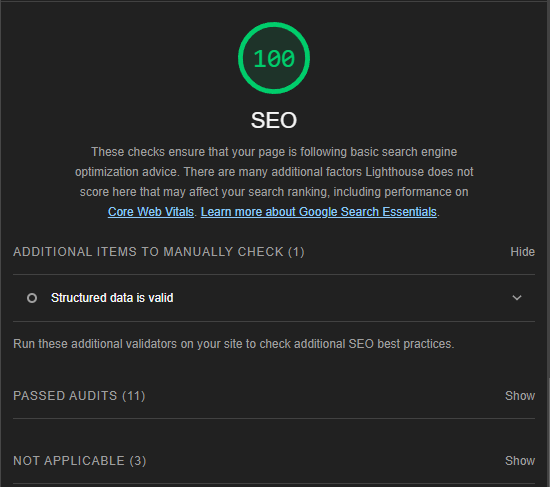 100
SEO
These checks ensure that your page is following basic search engine
optimization advice. There are many additional factors Lighthouse does not
score here that may affect your search ranking, including performance on
Core Web Vitals. Learn more about Google Search Essentials.
ADDITIONAL ITEMS TO MANUALLY CHECK (1) Hide
Structured data is valid
Run these additional validators on your site to check additional SEO best practices.
PASSED AUDITS (11) Show
NOT APPLICABLE (3) Show